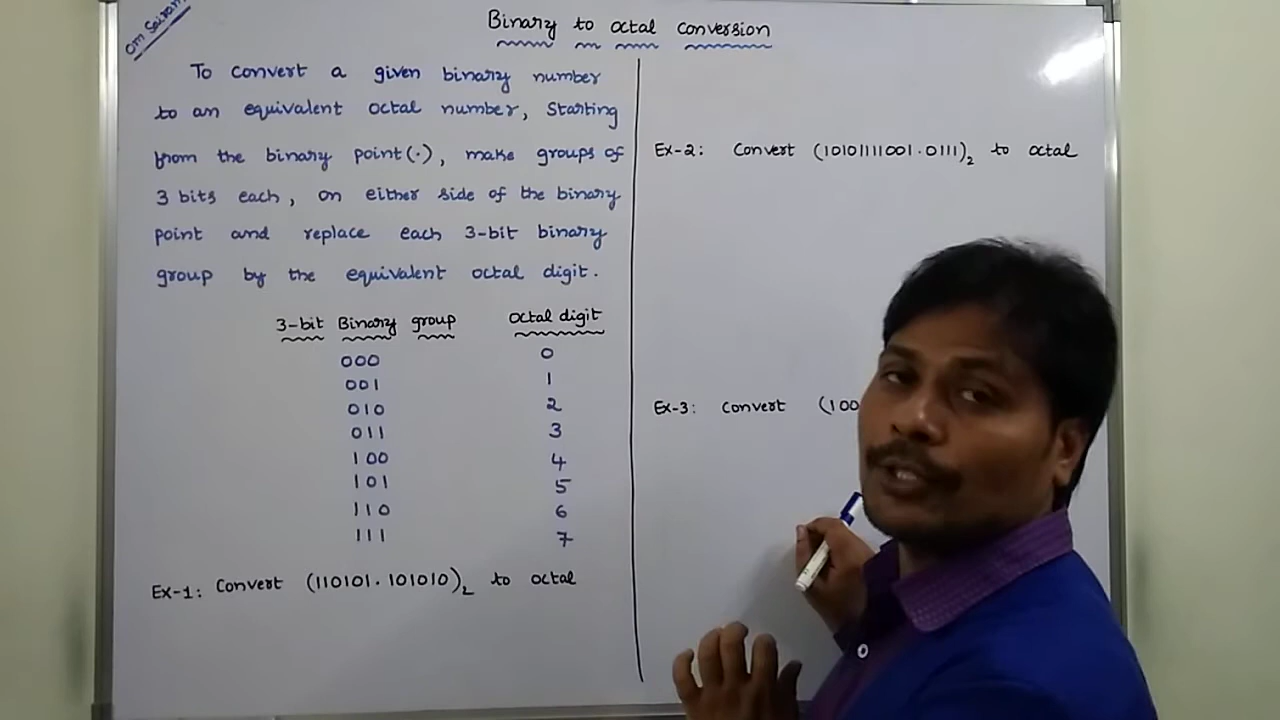 Om Sairam
Binary to octal conversion
To convert a given binary number
to an equivalent octal number, starting
from the binary point(.), make groups of
3 bits each, on either side of the binary
point and replace each 3-bit binary
group by the equivalent octal digit.
3-bit Binary group Octal digit
000 0
001 1
010 2
011 3
100 4
101 5
110 6
111 7
Ex-1: Convert (110101.101010)2 to octal
Ex-2: Convert (10101111001.0111)2 to octal
Ex-3: Convert (100